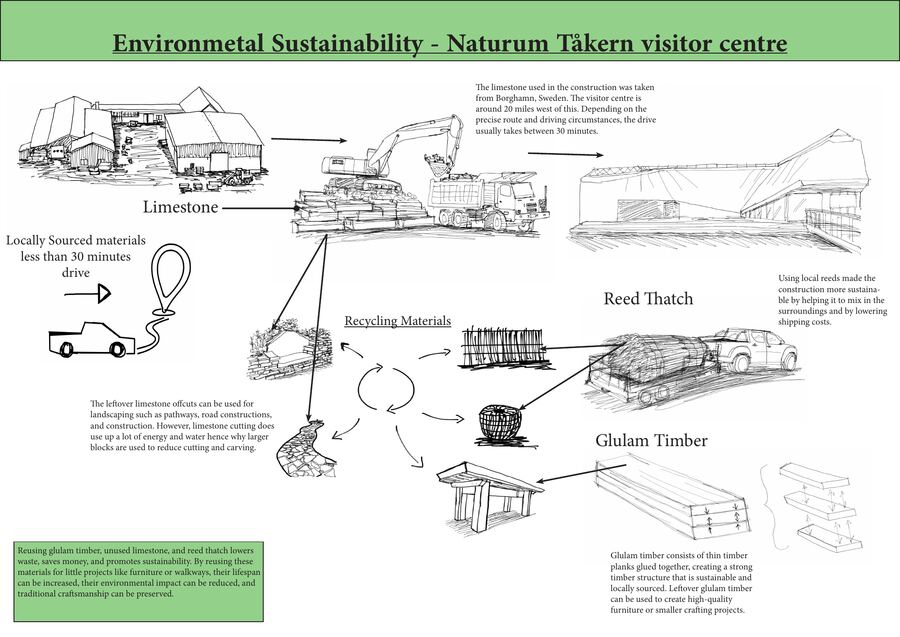 Environmetal Sustainability - Naturum Tåkern visitor centre
The limestone used in the construction was taken
from Borghamn, Sweden. The visitor centre is
around 20 miles west of this. Depending on the
precise route and driving circumstances, the drive
usually takes between 30 minutes.
Limestone
Locally Sourced materials
less than 30 minutes
drive
Using local reeds made the
construction more sustaina-
ble by helping it to mix in the
surroundings and by lowering
shipping costs.
Reed Thatch
Recycling Materials
The leftover limestone offcuts can be used for
landscaping such as pathways, road constructions,
and construction. However, limestone cutting does
use up a lot of energy and water hence why larger
blocks are used to reduce cutting and carving.
Glulam Timber
Glulam timber consists of thin timber
planks glued together, creating a strong
timber structure that is sustainable and
locally sourced. Leftover glulam timber
can be used to create high-quality
furniture or smaller crafting projects.
Reusing glulam timber, unused limestone, and reed thatch lowers
waste, saves money, and promotes sustainability. By reusing these
materials for little projects like furniture or walkways, their lifespan
can be increased, their environmental impact can be reduced, and
traditional craftsmanship can be preserved.